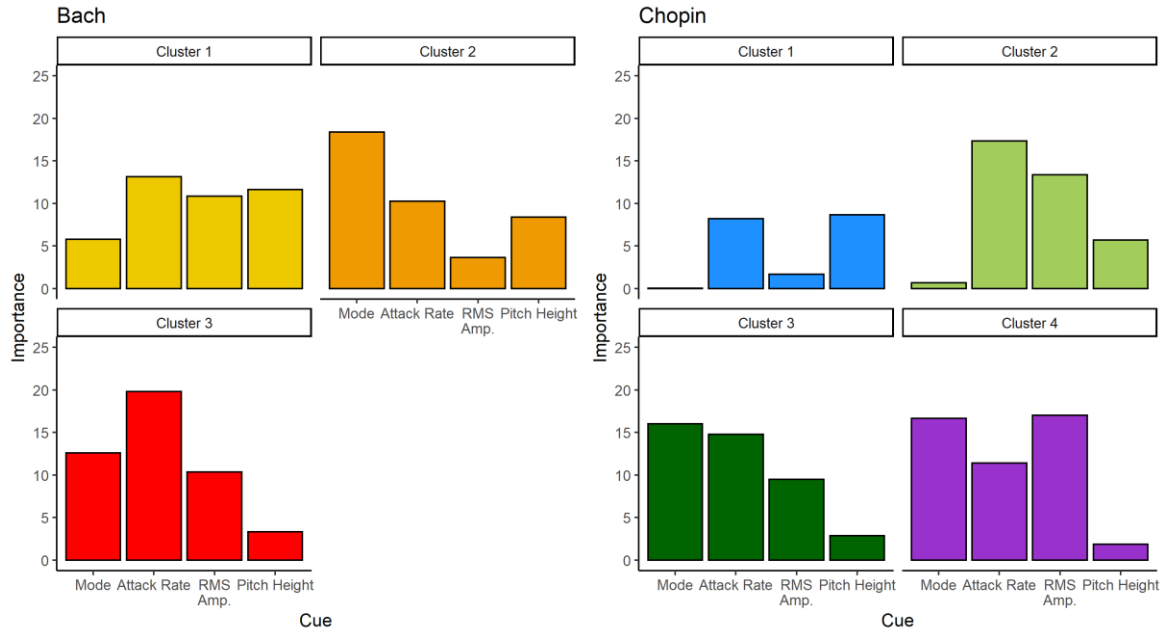 Bach
Cluster 1
Cluster 2
25
20
15
10
5
0
Mode Attack Rate RMS Amp. Pitch Height
Cluster 3
25
20
15
10
5
0
Mode Attack Rate RMS Amp. Pitch Height
Importance
Cue
Chopin
Cluster 1
Cluster 2
25
20
15
10
5
0
Cluster 3
Cluster 4
25
20
15
10
5
0
Mode Attack Rate RMS Amp. Pitch Height
Mode Attack Rate RMS Amp. Pitch Height
Importance
Cue